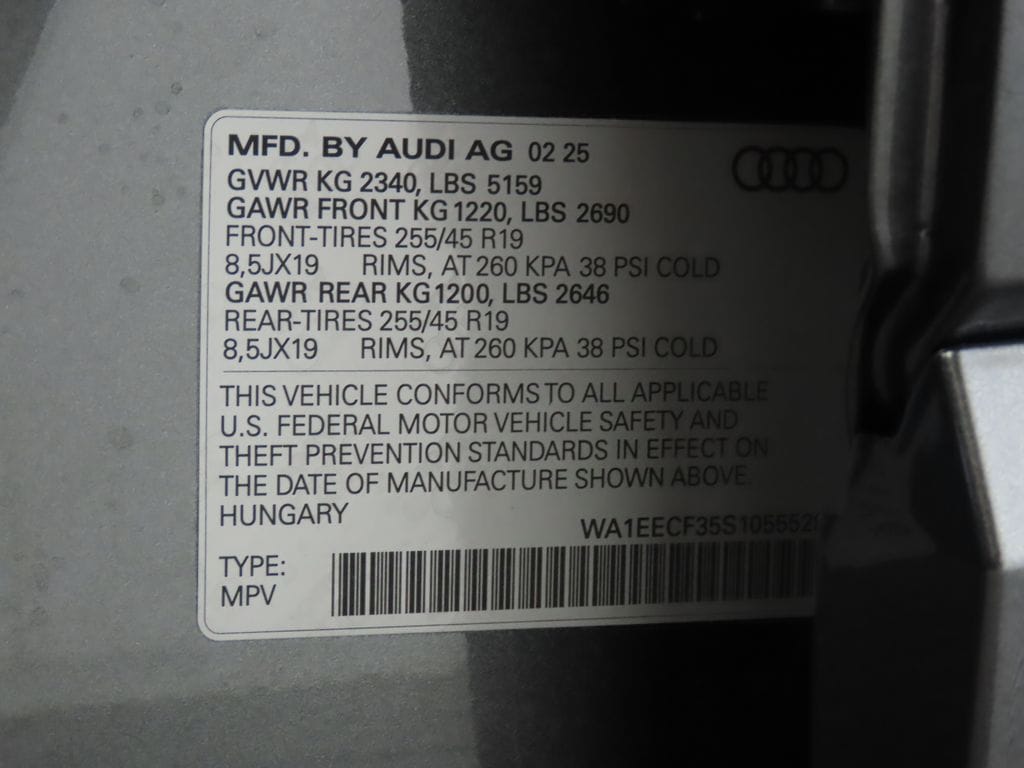 MFD. BY AUDI AG 02 25
GVWR KG 2340, LBS 5159
GAWR FRONT KG 1220, LBS 2690
FRONT-TIRES 255/45 R19
8,5JX19 RIMS, AT 260 KPA 38 PSI COLD
GAWR REAR KG 1200, LBS 2646
REAR-TIRES 255/45 R19
8,5JX19 RIMS, AT 260 KPA 38 PSI COLD
THIS VEHICLE CONFORMS TO ALL APPLICABLE
U.S. FEDERAL MOTOR VEHICLE SAFETY AND
THEFT PREVENTION STANDARDS IN EFFECT ON
THE DATE OF MANUFACTURE SHOWN ABOVE.
HUNGARY
TYPE:
MPV